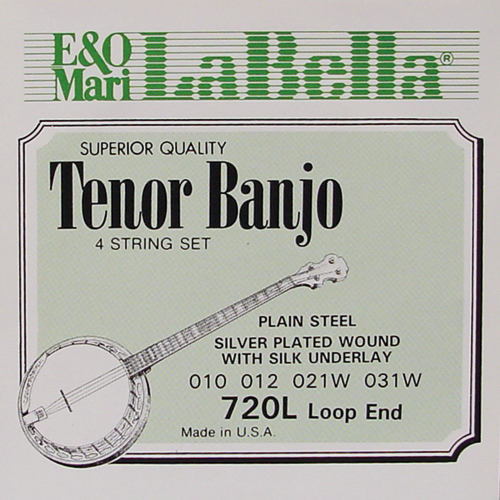 E&O
Mari
LaBella®
SUPERIOR QUALITY
Tenor Banjo
4 STRING SET
PLAIN STEEL
SILVER PLATED WOUND
WITH SILK UNDERLAY
010 012 021W 031W
720L Loop End
Made in U.S.A.